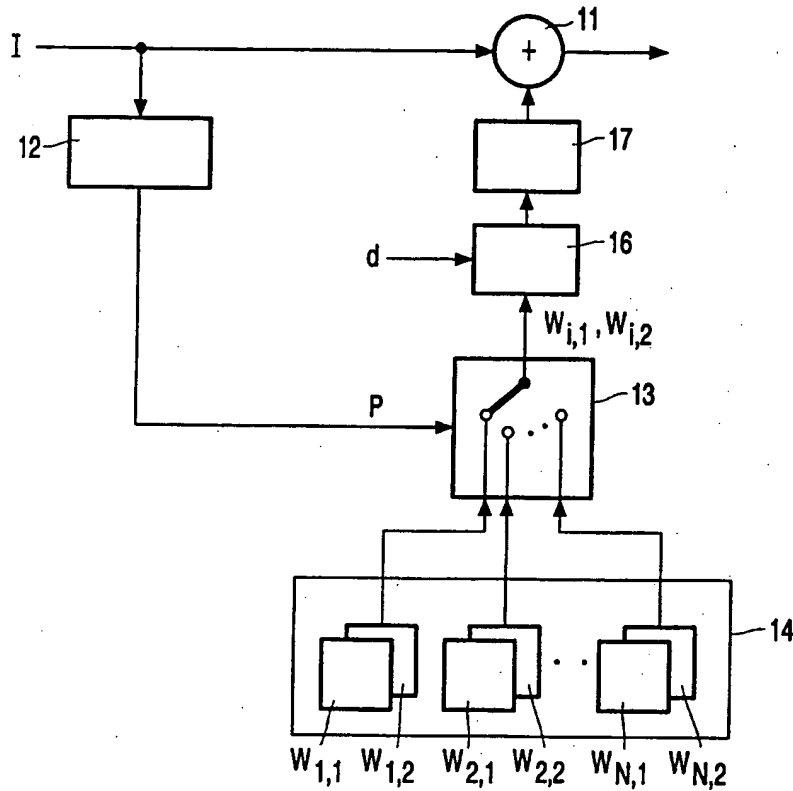 I
11
+
12
17
d
16
W_{i,1}, W_{i,2}
P
13
14
W_{1,1} W_{1,2} W_{2,1} W_{2,2} W_{N,1} W_{N,2}